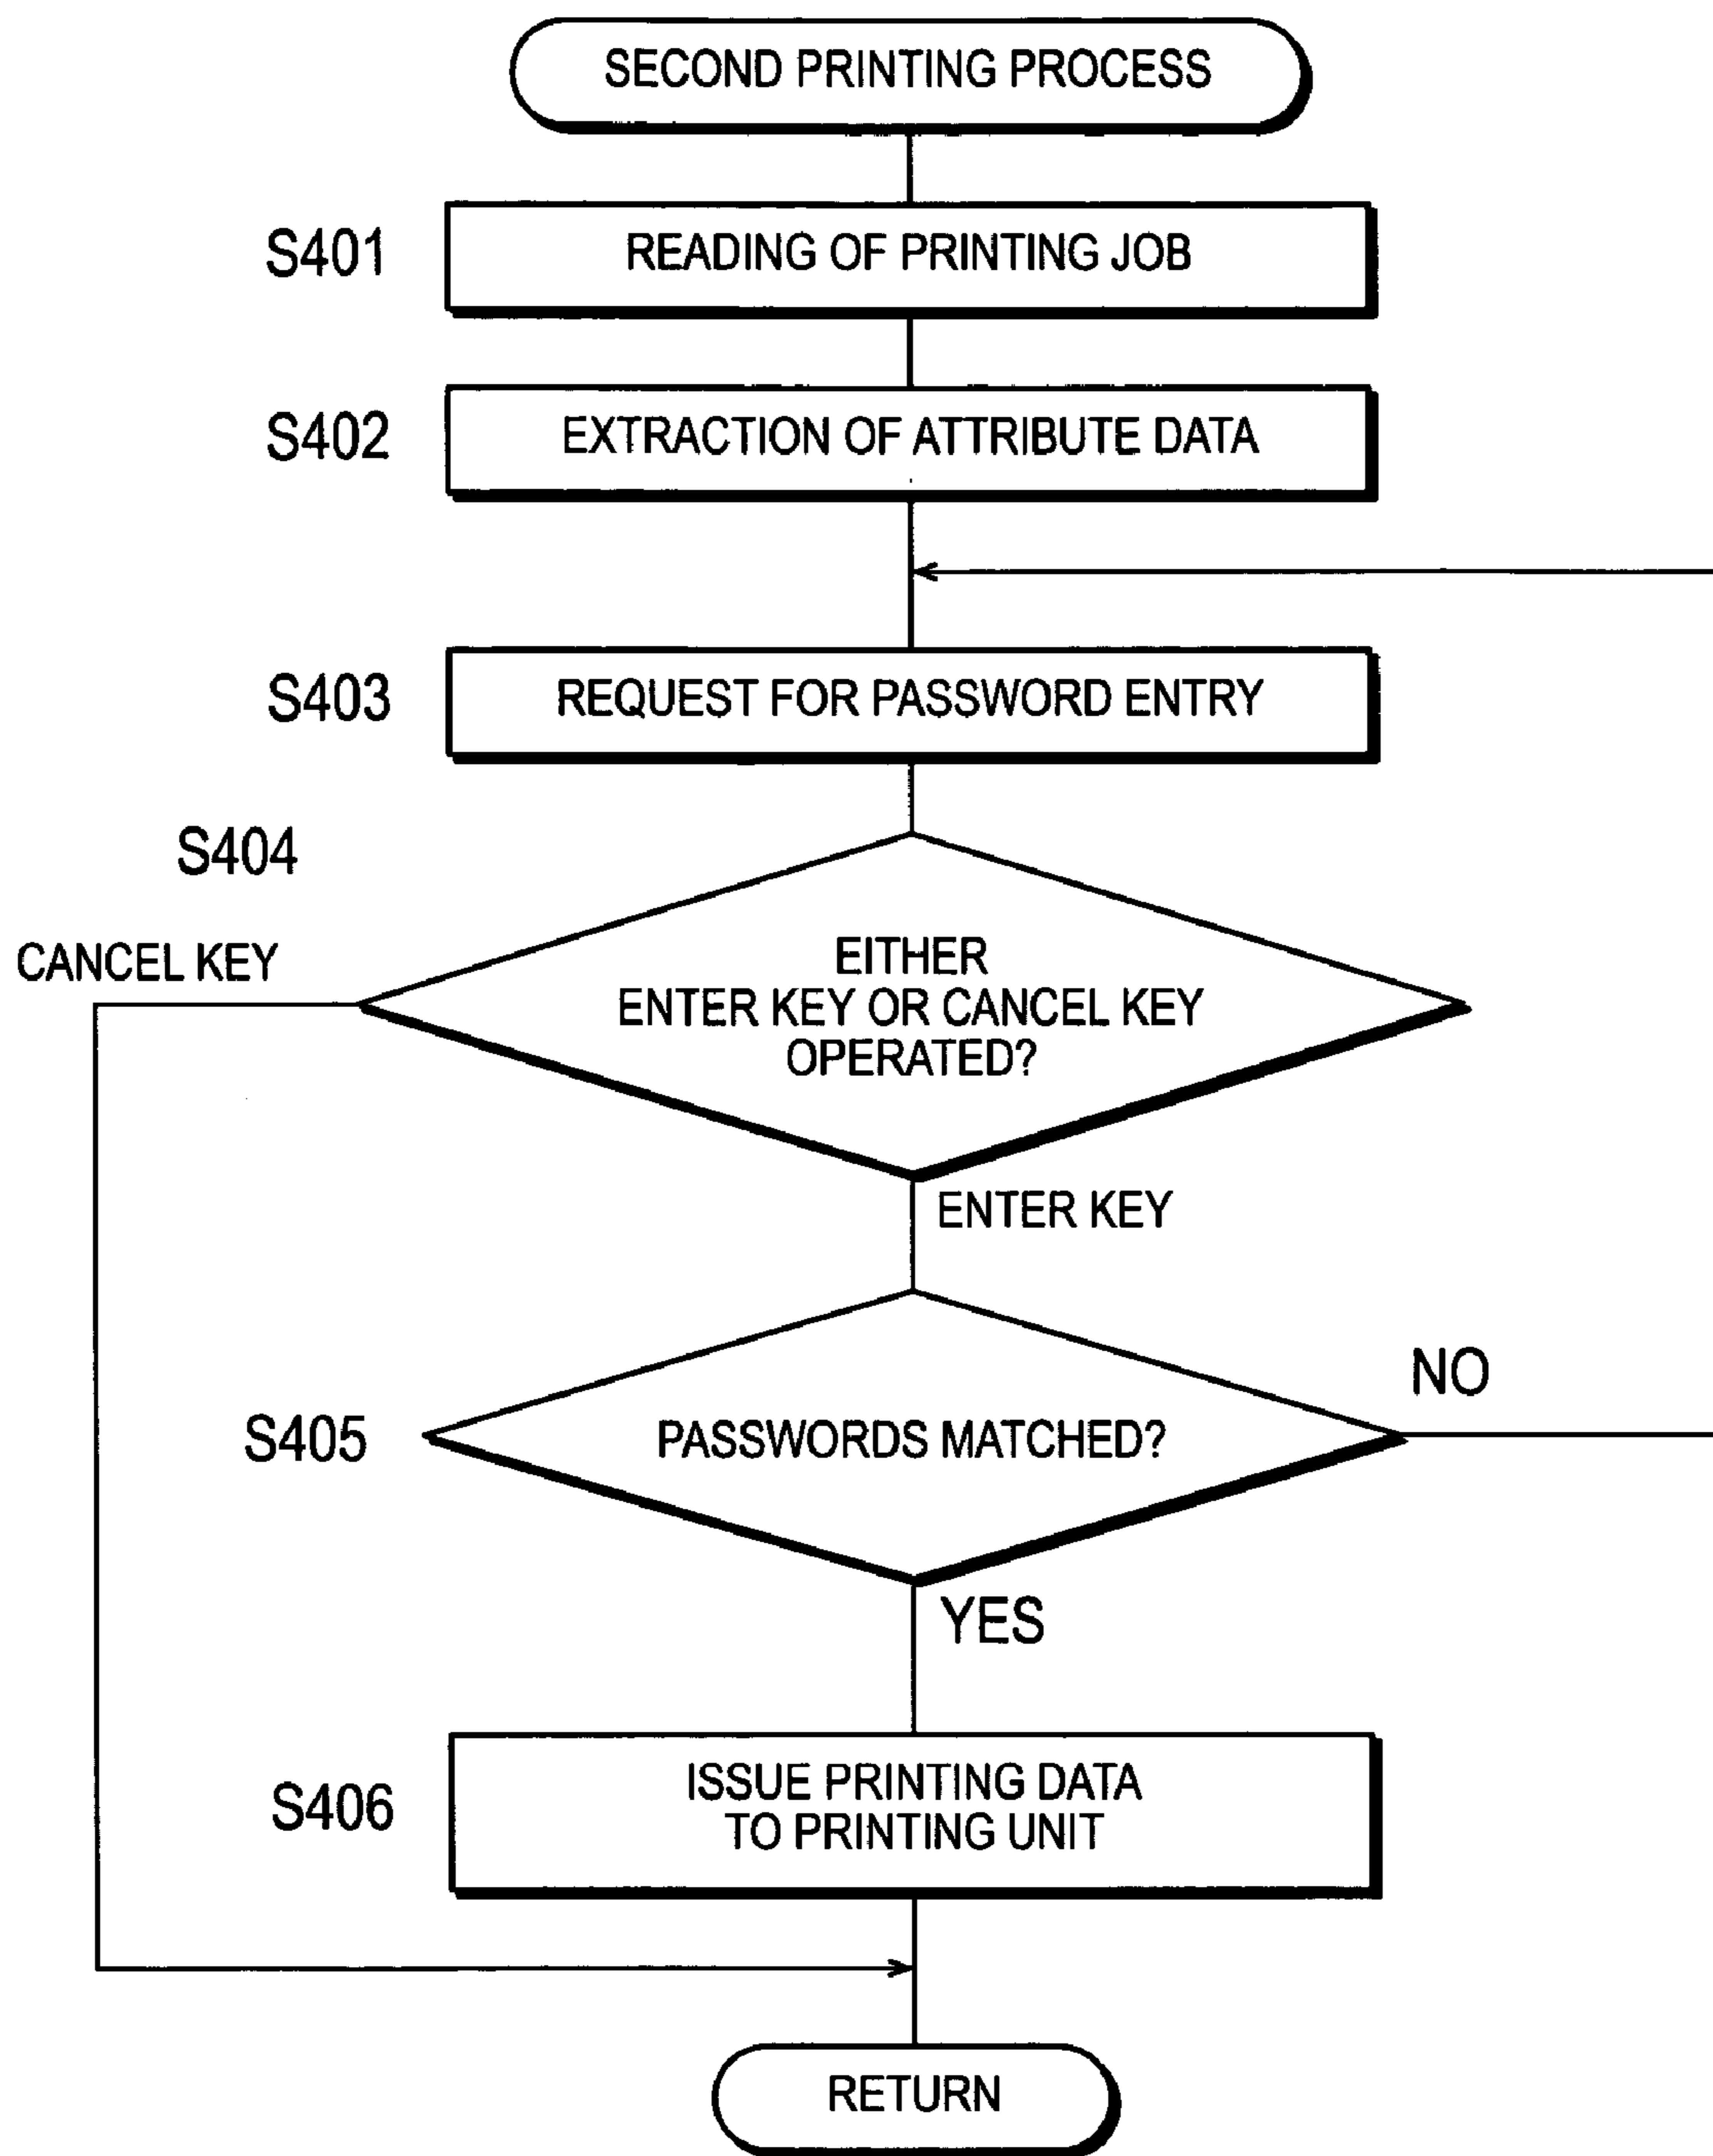 SECOND PRINTING PROCESS
S401
READING OF PRINTING JOB
S402
EXTRACTION OF ATTRIBUTE DATA
S403
REQUEST FOR PASSWORD ENTRY
S404
CANCEL KEY
EITHER
ENTER KEY OR CANCEL KEY
OPERATED?
ENTER KEY
NO
S405
PASSWORDS MATCHED?
YES
S406
ISSUE PRINTING DATA
TO PRINTING UNIT
RETURN